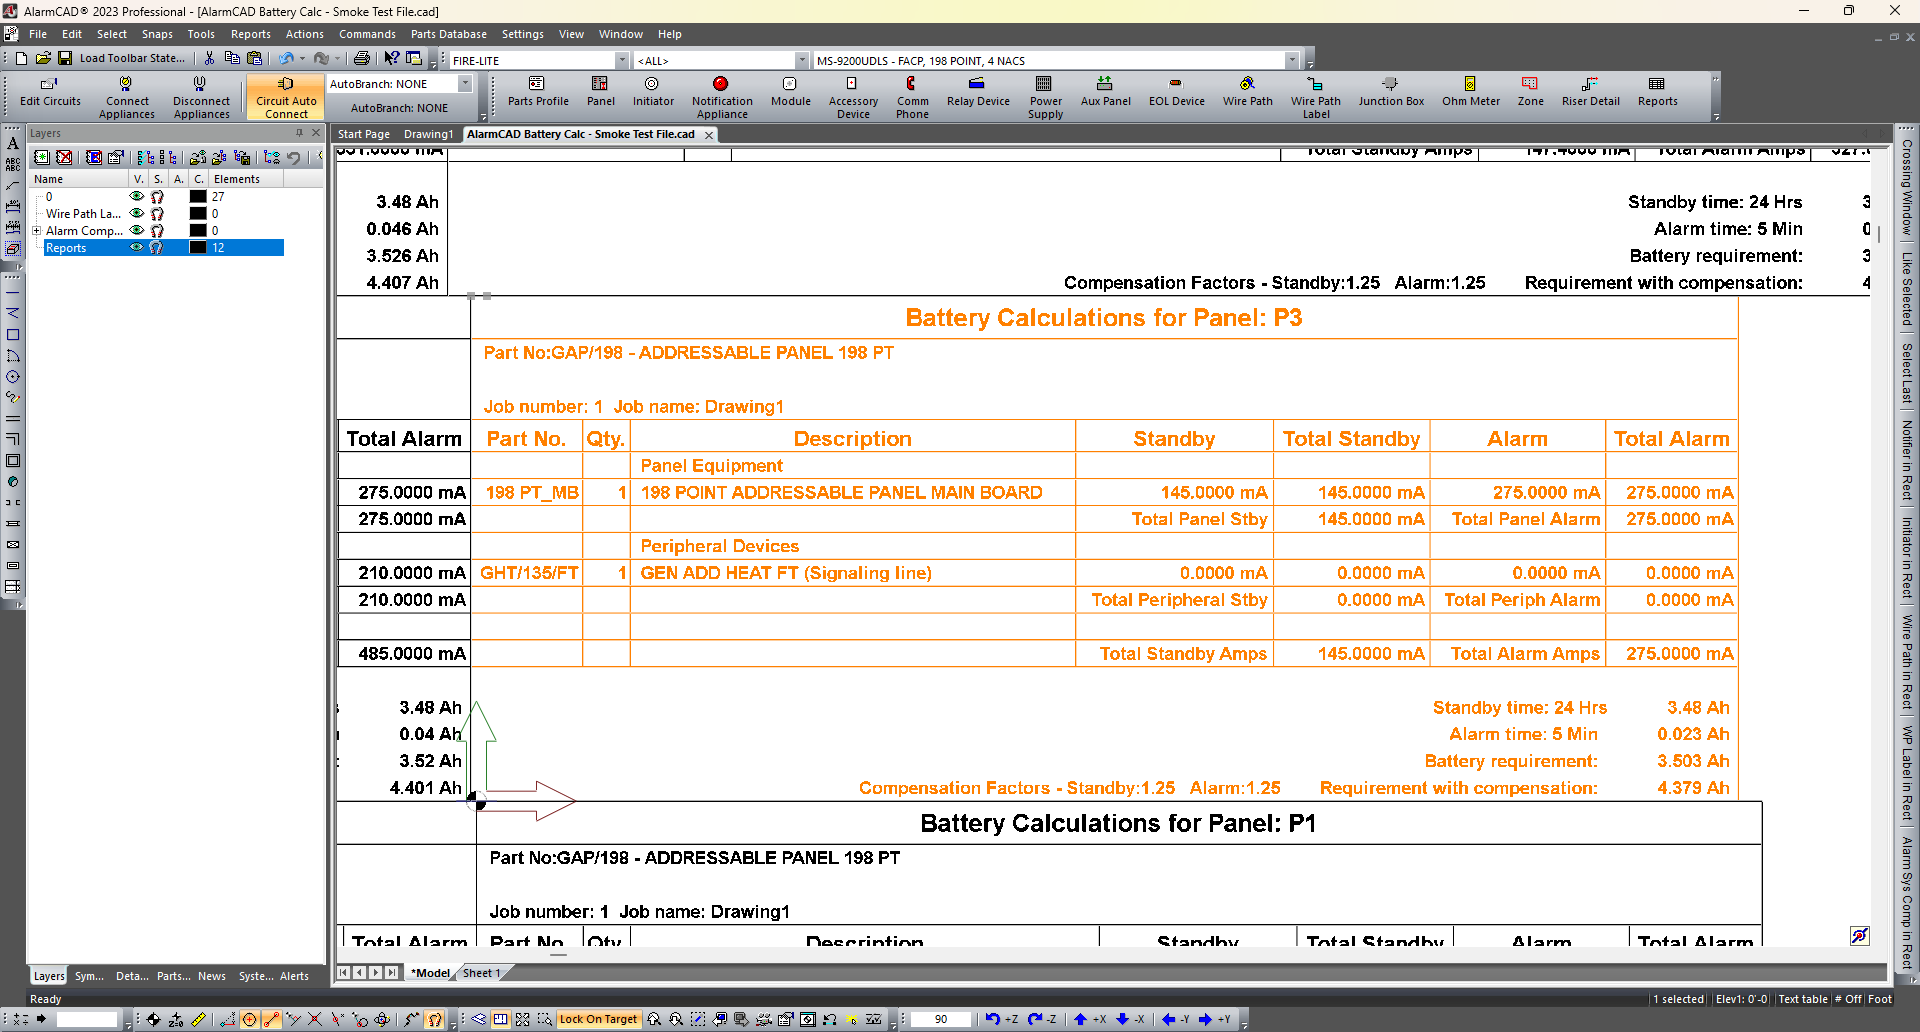 AlarmCAD® 2023 Professional - [AlarmCAD Battery Calc - Smoke Test File.cad]
File Edit Select Snaps Tools Reports Actions Commands Parts Database Settings View Window Help
Load Toolbar State... FIRE-LITE <ALL> MS-9200UDLS - FACP, 198 POINT, 4 NACS
Edit Circuits Connect Appliances Disconnect Appliances Circuit Auto Connect AutoBranch: NONE AutoBranch: NONE Parts Profile Panel Initiator Notification Appliance Module Accessory Device Comm Phone Relay Device Power Supply Aux Panel EOL Device Wire Path Wire Path Label Junction Box Ohm Meter Zone Riser Detail Reports
Layers
Start Page Drawing1 AlarmCAD Battery Calc - Smoke Test File.cad
Name V. S. A. C. Elements
0 27
Wire Path La... 0
Alarm Comp... 0
Reports 12
Total Standby Amps 147.4000 mA Total Alarm Amps
3.48 Ah Standby time: 24 Hrs 3
0.046 Ah Alarm time: 5 Min 0
3.526 Ah Battery requirement: 3
4.407 Ah Compensation Factors - Standby:1.25 Alarm:1.25 Requirement with compensation: 4
Battery Calculations for Panel: P3
Part No:GAP/198 - ADDRESSABLE PANEL 198 PT
Job number: 1 Job name: Drawing1
Total Alarm Part No. Qty. Description Standby Total Standby Alarm Total Alarm
Panel Equipment
275.0000 mA 198 PT_MB 1 198 POINT ADDRESSABLE PANEL MAIN BOARD 145.0000 mA 145.0000 mA 275.0000 mA 275.0000 mA
275.0000 mA Total Panel Stby 145.0000 mA Total Panel Alarm 275.0000 mA
Peripheral Devices
210.0000 mA GHT/135/FT 1 GEN ADD HEAT FT (Signaling line) 0.0000 mA 0.0000 mA 0.0000 mA 0.0000 mA
210.0000 mA Total Peripheral Stby 0.0000 mA Total Periph Alarm 0.0000 mA
485.0000 mA Total Standby Amps 145.0000 mA Total Alarm Amps 275.0000 mA
3.48 Ah Standby time: 24 Hrs 3.48 Ah
0.04 Ah Alarm time: 5 Min 0.023 Ah
: 3.52 Ah Battery requirement: 3.503 Ah
4.401 Ah Compensation Factors - Standby:1.25 Alarm:1.25 Requirement with compensation: 4.379 Ah
Battery Calculations for Panel: P1
Part No:GAP/198 - ADDRESSABLE PANEL 198 PT
Job number: 1 Job name: Drawing1
Total Alarm Part No. Qty. Description Standby Total Standby Alarm Total Alarm
Crossing Window
Like Selected
Select Last
Notifier in Rect
Initiator in Rect
Wire Path in Rect
WP Label in Rect
Alarm Sys Comp in Rect
Layers Sym... Deta... Parts... News Syste... Alerts
*Model Sheet 1
Ready 1 selected Elev1: 0'-0 Text table # Off Foot
Lock On Target 90 +Z -Z +X -X -Y +Y